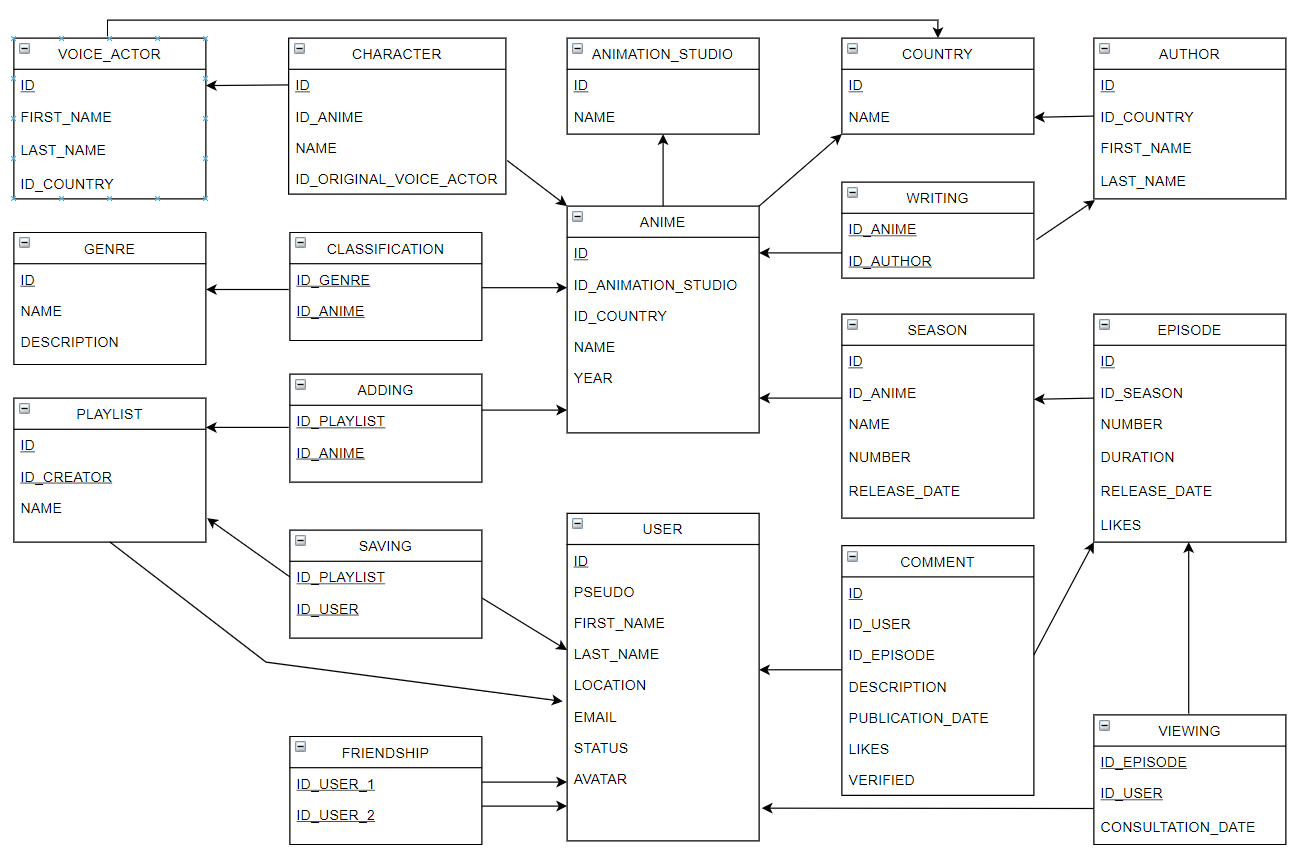 VOICE_ACTOR
ID
FIRST_NAME
LAST_NAME
ID_COUNTRY
CHARACTER
ID
ID_ANIME
NAME
ID_ORIGINAL_VOICE_ACTOR
ANIMATION_STUDIO
ID
NAME
COUNTRY
ID
NAME
AUTHOR
ID
ID_COUNTRY
FIRST_NAME
LAST_NAME
WRITING
ID_ANIME
ID_AUTHOR
GENRE
ID
NAME
DESCRIPTION
CLASSIFICATION
ID_GENRE
ID_ANIME
ANIME
ID
ID_ANIMATION_STUDIO
ID_COUNTRY
NAME
YEAR
SEASON
ID
ID_ANIME
NAME
NUMBER
RELEASE_DATE
EPISODE
ID
ID_SEASON
NUMBER
DURATION
RELEASE_DATE
LIKES
PLAYLIST
ID
ID_CREATOR
NAME
ADDING
ID_PLAYLIST
ID_ANIME
SAVING
ID_PLAYLIST
ID_USER
USER
ID
PSEUDO
FIRST_NAME
LAST_NAME
LOCATION
EMAIL
STATUS
AVATAR
COMMENT
ID
ID_USER
ID_EPISODE
DESCRIPTION
PUBLICATION_DATE
LIKES
VERIFIED
FRIENDSHIP
ID_USER_1
ID_USER_2
VIEWING
ID_EPISODE
ID_USER
CONSULTATION_DATE